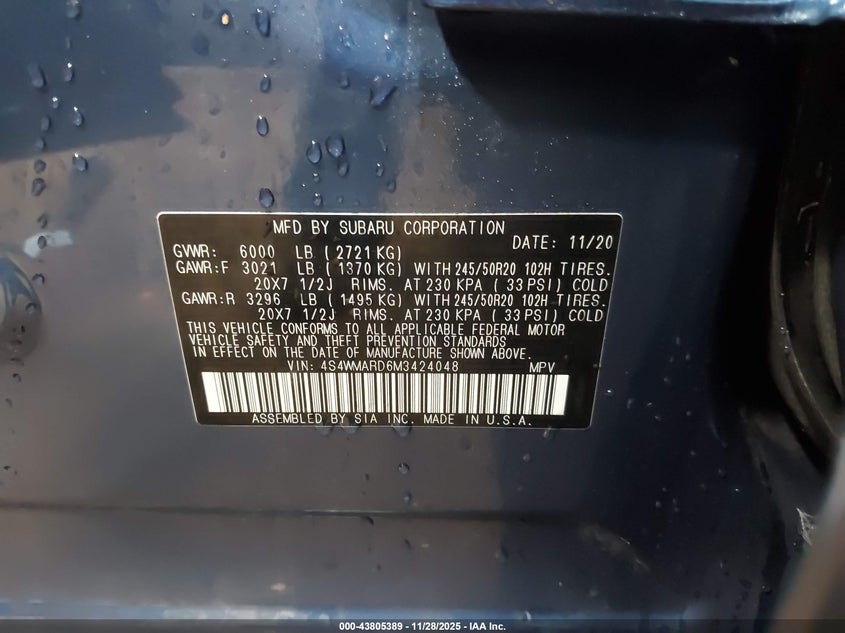 MFD BY SUBARU CORPORATION
DATE: 11/20
GVWR: 6000 LB ( 2721 KG)
GAWR:F 3021 LB ( 1370 KG) WITH 245/50R20 102H TIRES.
20X7 1/2J RIMS. AT 230 KPA ( 33 PSI) COLD
GAWR:R 3296 LB ( 1495 KG) WITH 245/50R20 102H TIRES.
20X7 1/2J RIMS. AT 230 KPA ( 33 PSI) COLD
THIS VEHICLE CONFORMS TO ALL APPLICABLE FEDERAL MOTOR
VEHICLE SAFETY AND THEFT PREVENTION STANDARDS
IN EFFECT ON THE DATE OF MANUFACTURE SHOWN ABOVE.
VIN: 4S4WMARD6M3424048 MPV
ASSEMBLED BY SIA INC. MADE IN U.S.A.
000-43805389 - 11/28/2025 - IAA Inc.